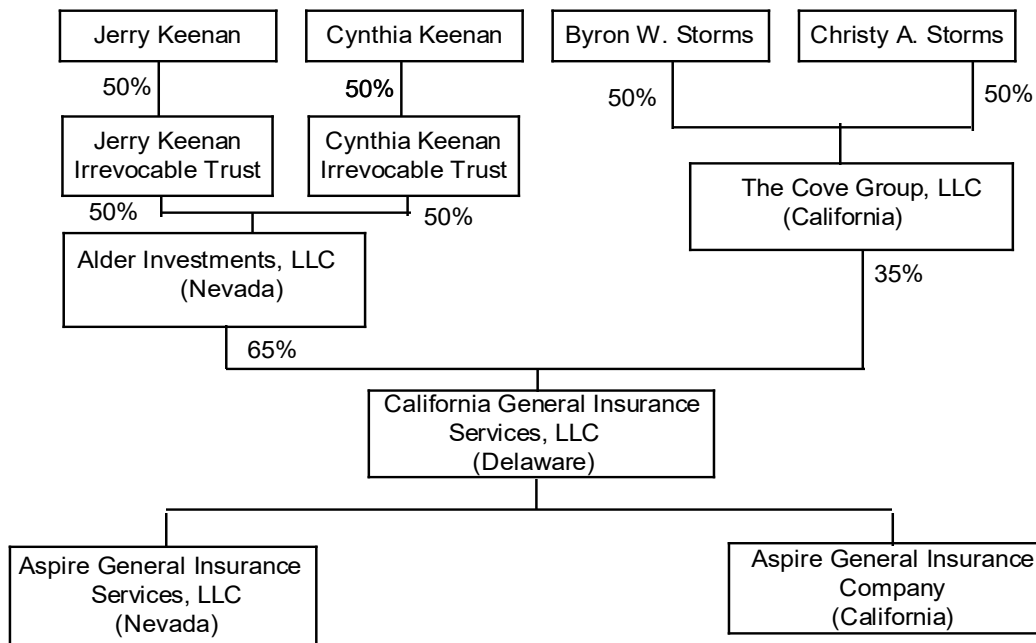 Jerry Keenan
Cynthia Keenan
Byron W. Storms
Christy A. Storms
50%
50%
50%
50%
Jerry Keenan
Irrevocable Trust
Cynthia Keenan
Irrevocable Trust
The Cove Group, LLC
(California)
50%
50%
Alder Investments, LLC
(Nevada)
35%
65%
California General Insurance
Services, LLC
(Delaware)
Aspire General Insurance
Services, LLC
(Nevada)
Aspire General Insurance
Company
(California)